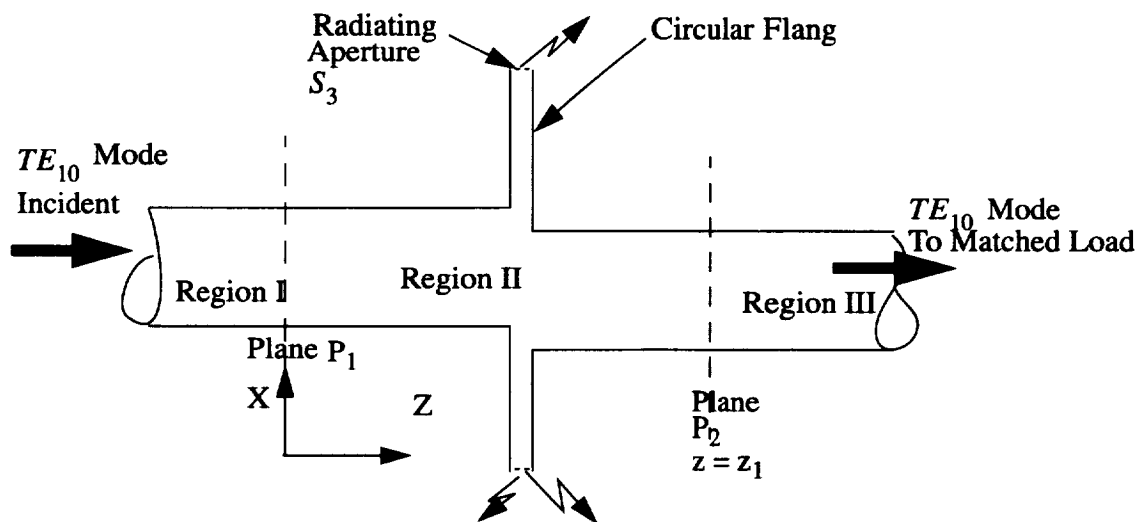 Radiating
Aperture
S₃
Circular Flang
TE₁₀ Mode
Incident
TE₁₀ Mode
To Matched Load
Region I
Region II
Region III
Plane P₁
X
Z
Plane
P₂
z = z₁